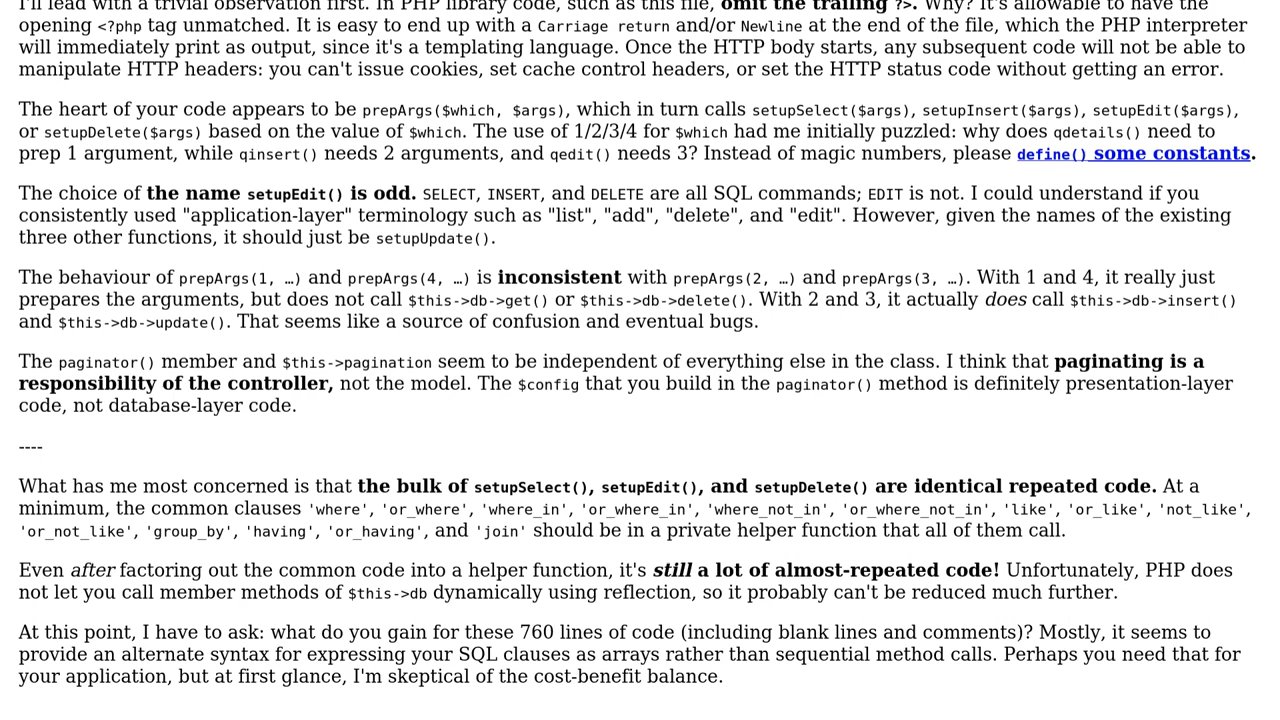 I'll lead with a trivial observation first. In PHP library code, such as this file, omit the trailing ?>. Why? It's allowable to have the
opening <?php tag unmatched. It is easy to end up with a Carriage return and/or Newline at the end of the file, which the PHP interpreter
will immediately print as output, since it's a templating language. Once the HTTP body starts, any subsequent code will not be able to
manipulate HTTP headers: you can't issue cookies, set cache control headers, or set the HTTP status code without getting an error.
The heart of your code appears to be prepArgs($which, $args), which in turn calls setupSelect($args), setupInsert($args), setupEdit($args),
or setupDelete($args) based on the value of $which. The use of 1/2/3/4 for $which had me initially puzzled: why does qdetails() need to
prep 1 argument, while qinsert() needs 2 arguments, and qedit() needs 3? Instead of magic numbers, please define() some constants.
The choice of the name setupEdit() is odd. SELECT, INSERT, and DELETE are all SQL commands; EDIT is not. I could understand if you
consistently used "application-layer" terminology such as "list", "add", "delete", and "edit". However, given the names of the existing
three other functions, it should just be setupUpdate().
The behaviour of prepArgs(1, …) and prepArgs(4, …) is inconsistent with prepArgs(2, …) and prepArgs(3, …). With 1 and 4, it really just
prepares the arguments, but does not call $this->db->get() or $this->db->delete(). With 2 and 3, it actually does call $this->db->insert()
and $this->db->update(). That seems like a source of confusion and eventual bugs.
The paginator() member and $this->pagination seem to be independent of everything else in the class. I think that paginating is a
responsibility of the controller, not the model. The $config that you build in the paginator() method is definitely presentation-layer
code, not database-layer code.
----
What has me most concerned is that the bulk of setupSelect(), setupEdit(), and setupDelete() are identical repeated code. At a
minimum, the common clauses 'where', 'or_where', 'where_in', 'or_where_in', 'where_not_in', 'or_where_not_in', 'like', 'or_like', 'not_like',
'or_not_like', 'group_by', 'having', 'or_having', and 'join' should be in a private helper function that all of them call.
Even after factoring out the common code into a helper function, it's still a lot of almost-repeated code! Unfortunately, PHP does
not let you call member methods of $this->db dynamically using reflection, so it probably can't be reduced much further.
At this point, I have to ask: what do you gain for these 760 lines of code (including blank lines and comments)? Mostly, it seems to
provide an alternate syntax for expressing your SQL clauses as arrays rather than sequential method calls. Perhaps you need that for
your application, but at first glance, I'm skeptical of the cost-benefit balance.